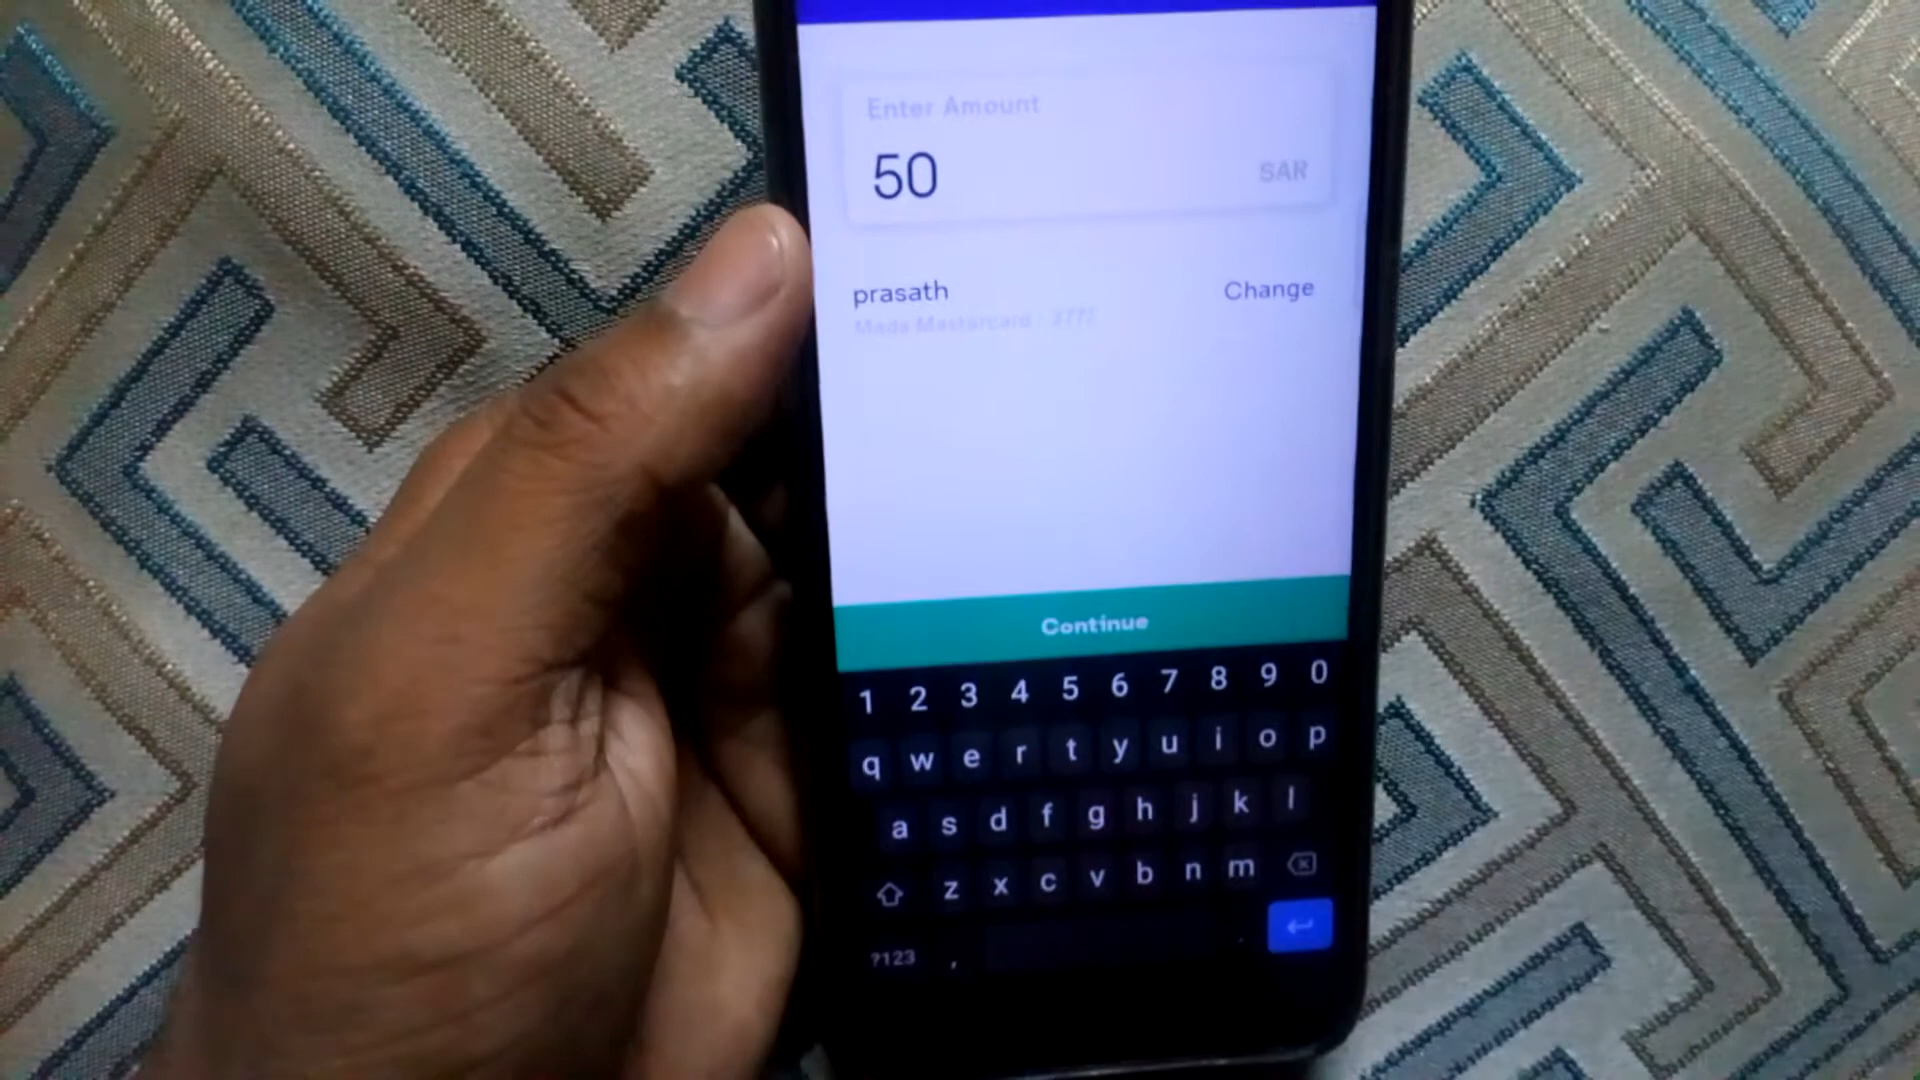 Enter Amount
50
SAR
prasath
Change
Mada Mastercard : 3772
Continue
1 2 3 4 5 6 7 8 9 0
q w e r t y u i o p
a s d f g h j k l
z x c v b n m
?123 , .